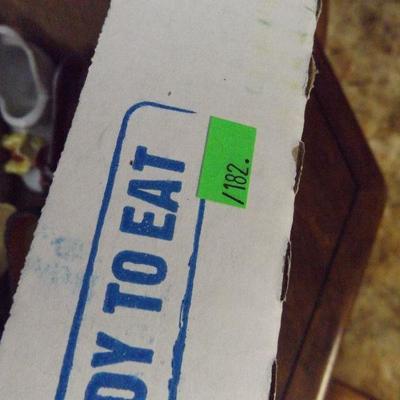 DY TO EAT
/182.